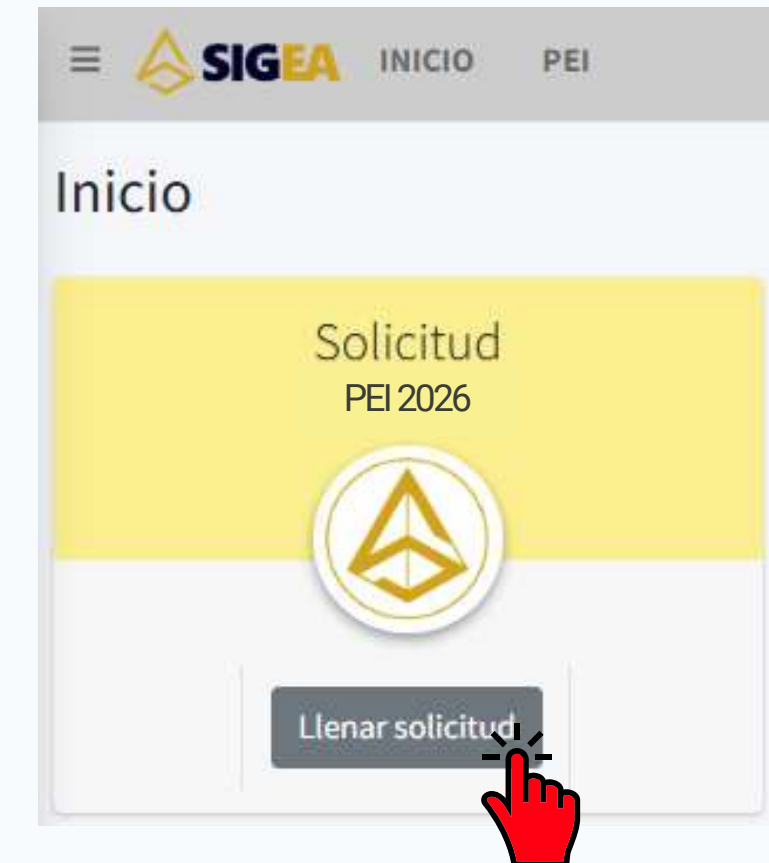 SIGEA INICIO PEI
Inicio
Solicitud
PEI 2026
Llenar solicitud